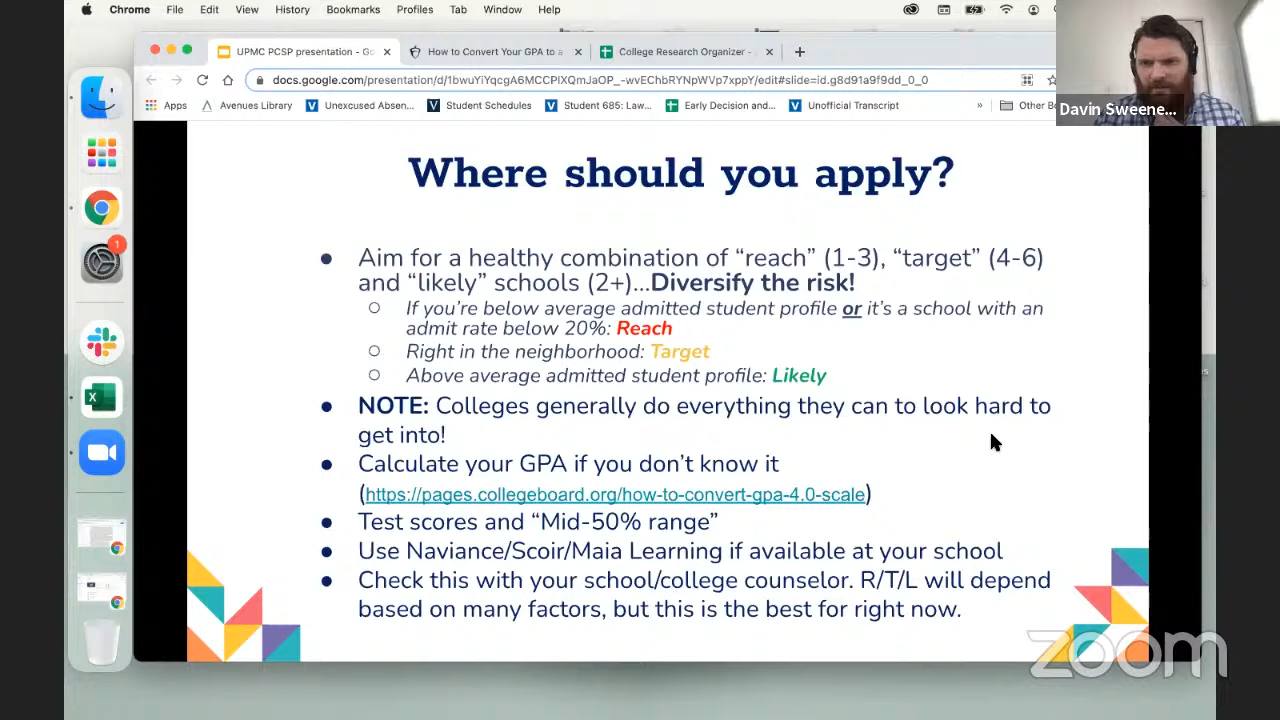 Chrome File Edit View History Bookmarks Profiles Tab Window Help
UPMC PCSP presentation - Go
How to Convert Your GPA to a
College Research Organizer -
docs.google.com/presentation/d/1bwuYiYqcgA6MCCPlXQmJaOP_-wvEChbRYNpWVp7xppY/edit#slide=id.g8d91a9f9dd_0_0
Apps Avenues Library Unexcused Absen... Student Schedules Student 685: Law... Early Decision and... Unofficial Transcript » Other Bo
Davin Sweene...
1
Where should you apply?
● Aim for a healthy combination of “reach” (1-3), “target” (4-6)
and “likely” schools (2+)...Diversify the risk!
○ If you’re below average admitted student profile or it’s a school with an
admit rate below 20%: Reach
○ Right in the neighborhood: Target
○ Above average admitted student profile: Likely
● NOTE: Colleges generally do everything they can to look hard to
get into!
● Calculate your GPA if you don’t know it
(https://pages.collegeboard.org/how-to-convert-gpa-4.0-scale)
● Test scores and “Mid-50% range”
● Use Naviance/Scoir/Maia Learning if available at your school
● Check this with your school/college counselor. R/T/L will depend
based on many factors, but this is the best for right now.
zoom